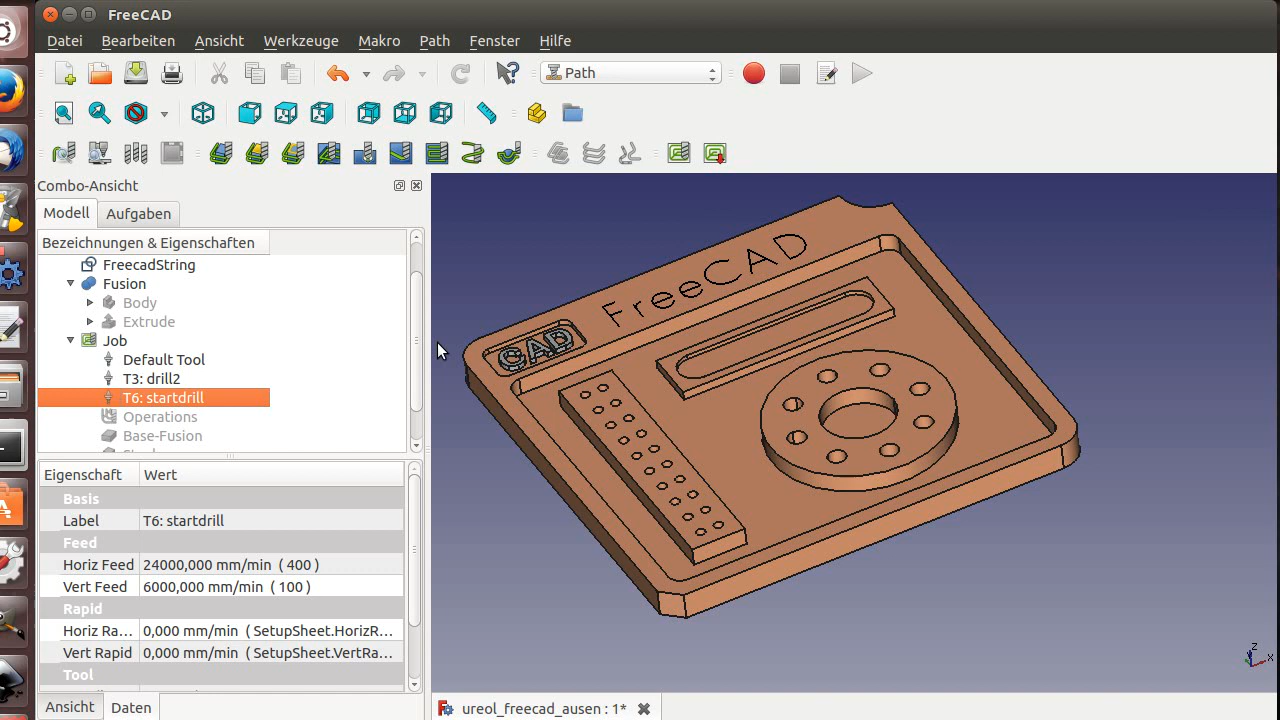 FreeCAD
Datei Bearbeiten Ansicht Werkzeuge Makro Path Fenster Hilfe
Path
Combo-Ansicht
Modell Aufgaben
Bezeichnungen & Eigenschaften
FreecadString
Fusion
Body
Extrude
Job
Default Tool
T3: drill2
T6: startdrill
Operations
Base-Fusion
Eigenschaft Wert
Basis
Label T6: startdrill
Feed
Horiz Feed 24000,000 mm/min ( 400 )
Vert Feed 6000,000 mm/min ( 100 )
Rapid
Horiz Ra... 0,000 mm/min ( SetupSheet.HorizR...
Vert Rapid 0,000 mm/min ( SetupSheet.VertRa...
Tool
Ansicht Daten
FreeCAD
CAD
Z
X
ureol_freecad_ausen : 1*